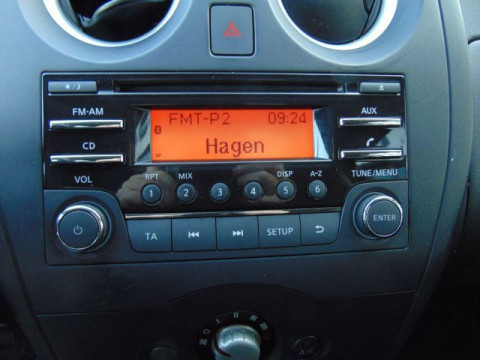 FM·AM
FMT-P2 09:24
Hagen
AUX
CD
VOL
RPT MIX DISP A-Z
1 2 3 4 5 6
TUNE/MENU
ENTER
TA SETUP
A/C